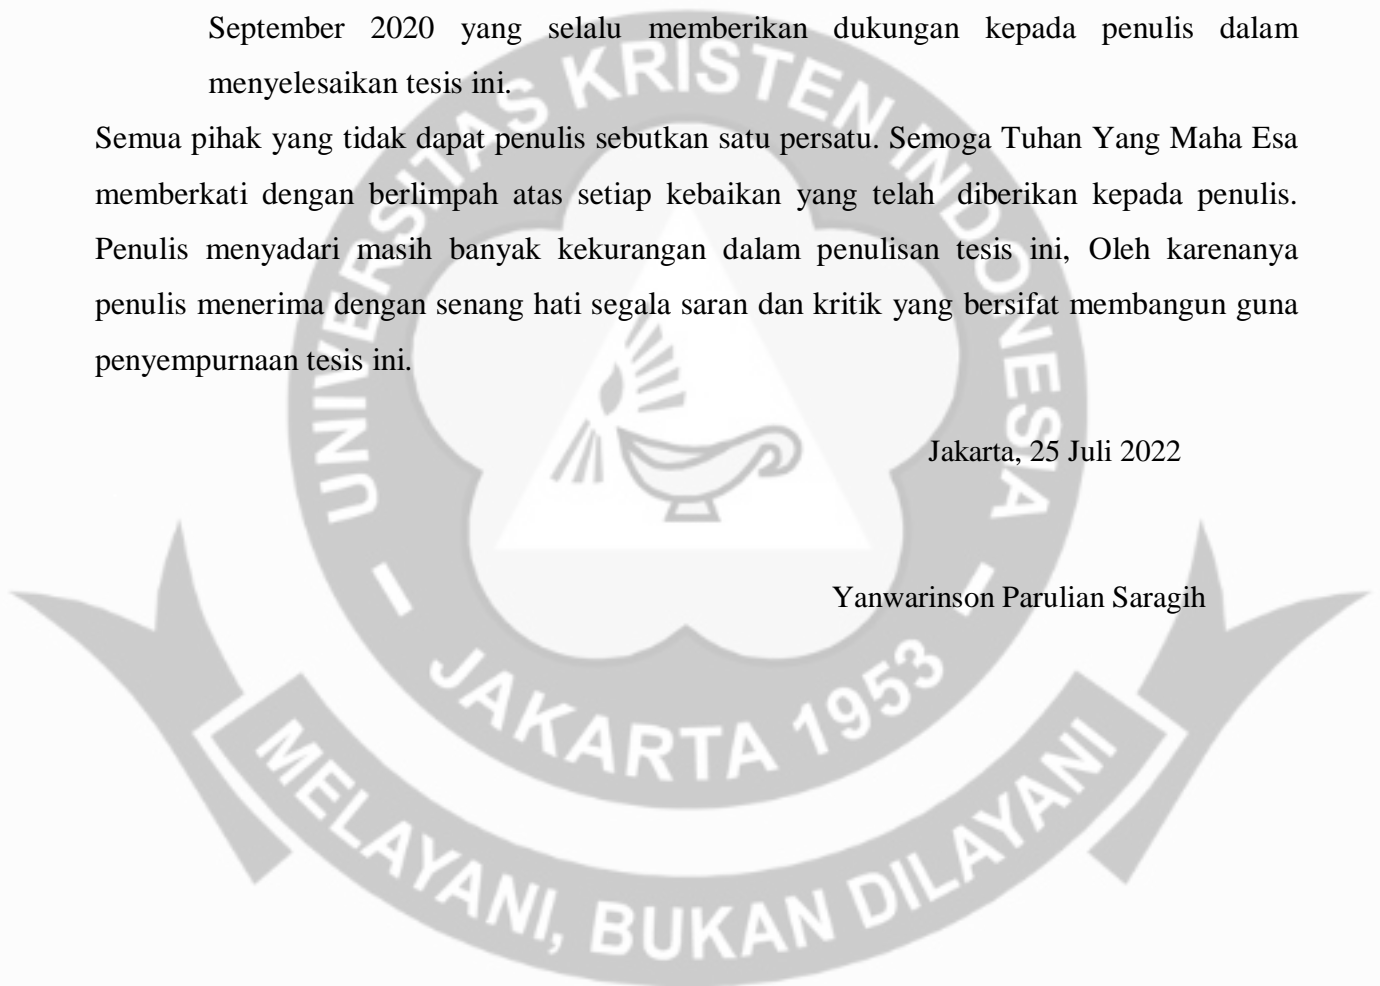 September 2020 yang selalu memberikan dukungan kepada penulis dalam
menyelesaikan tesis ini.
Semua pihak yang tidak dapat penulis sebutkan satu persatu. Semoga Tuhan Yang Maha Esa
memberkati dengan berlimpah atas setiap kebaikan yang telah diberikan kepada penulis.
Penulis menyadari masih banyak kekurangan dalam penulisan tesis ini, Oleh karenanya
penulis menerima dengan senang hati segala saran dan kritik yang bersifat membangun guna
penyempurnaan tesis ini.
Jakarta, 25 Juli 2022
Yanwarinson Parulian Saragih
UNIVERSITAS KRISTEN INDONESIA
- JAKARTA 1953 -
MELAYANI, BUKAN DILAYANI